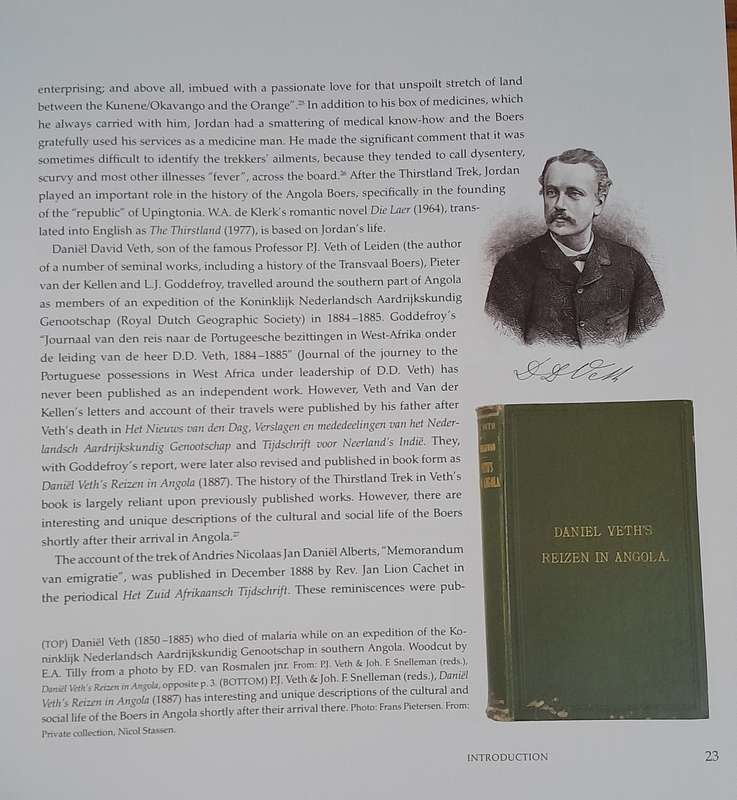 enterprising; and above all, imbued with a passionate love for that unspoilt stretch of land
between the Kunene/Okavango and the Orange”.²⁵ In addition to his box of medicines, which
he always carried with him, Jordan had a smattering of medical know-how and the Boers
gratefully used his services as a medicine man. He made the significant comment that it was
sometimes difficult to identify the trekkers’ ailments, because they tended to call dysentery,
scurvy and most other illnesses “fever”, across the board.²⁶ After the Thirstland Trek, Jordan
played an important role in the history of the Angola Boers, specifically in the founding
of the “republic” of Upingtonia. W.A. de Klerk’s romantic novel Die Laer (1964), trans-
lated into English as The Thirstland (1977), is based on Jordan’s life.
Daniël David Veth, son of the famous Professor P.J. Veth of Leiden (the author
of a number of seminal works, including a history of the Transvaal Boers), Pieter
van der Kellen and L.J. Goddefroy, travelled around the southern part of Angola
as members of an expedition of the Koninklijk Nederlandsch Aardrijkskundig
Genootschap (Royal Dutch Geographic Society) in 1884–1885. Goddefroy’s
“Journaal van den reis naar de Portugeesche bezittingen in West-Afrika onder
de leiding van de heer D.D. Veth, 1884–1885” (Journal of the journey to the
Portuguese possessions in West Africa under leadership of D.D. Veth) has
never been published as an independent work. However, Veth and Van der
Kellen’s letters and account of their travels were published by his father after
Veth’s death in Het Nieuws van den Dag, Verslagen en mededeelingen van het Neder-
landsch Aardrijkskundig Genootschap and Tijdschrift voor Neerland’s Indië. They,
with Goddefroy’s report, were later also revised and published in book form as
Daniël Veth’s Reizen in Angola (1887). The history of the Thirstland Trek in Veth’s
book is largely reliant upon previously published works. However, there are
interesting and unique descriptions of the cultural and social life of the Boers
shortly after their arrival in Angola.²⁷
The account of the trek of Andries Nicolaas Jan Daniël Alberts, “Memorandum
van emigratie”, was published in December 1888 by Rev. Jan Lion Cachet in
the periodical Het Zuid Afrikaansch Tijdschrift. These reminiscences were pub-
(TOP) Daniël Veth (1850–1885) who died of malaria while on an expedition of the Ko-
ninklijk Nederlandsch Aardrijkskundig Genootschap in southern Angola. Woodcut by
E.A. Tilly from a photo by F.D. van Rosmalen jnr. From: P.J. Veth & Joh. F. Snelleman (reds.),
Daniël Veth’s Reizen in Angola, opposite p. 3. (BOTTOM) P.J. Veth & Joh. F. Snelleman (reds.), Daniël
Veth’s Reizen in Angola (1887) has interesting and unique descriptions of the cultural and
social life of the Boers in Angola shortly after their arrival there. Photo: Frans Pietersen. From:
Private collection, Nicol Stassen.
D D Veth
DANIEL VETH’S
REIZEN IN ANGOLA.
INTRODUCTION
23